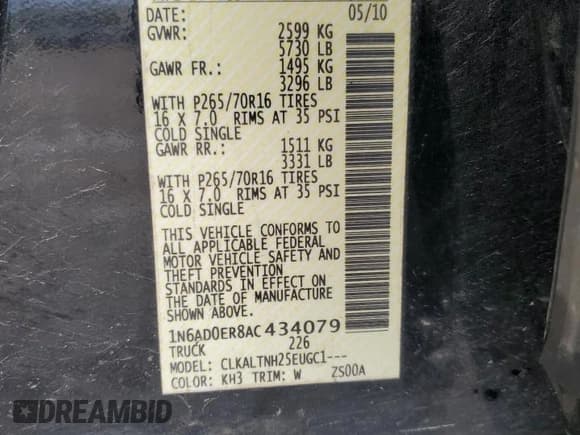 DATE: 05/10
GVWR: 2599 KG
5730 LB
GAWR FR.: 1495 KG
3296 LB
WITH P265/70R16 TIRES
16 X 7.0 RIMS AT 35 PSI
COLD SINGLE
GAWR RR.: 1511 KG
3331 LB
WITH P265/70R16 TIRES
16 X 7.0 RIMS AT 35 PSI
COLD SINGLE
THIS VEHICLE CONFORMS TO
ALL APPLICABLE FEDERAL
MOTOR VEHICLE SAFETY AND
THEFT PREVENTION
STANDARDS IN EFFECT ON
THE DATE OF MANUFACTURE
SHOWN ABOVE.
1N6AD0ER8AC434079
TRUCK 226
MODEL: CLKALTNH25EUGC1---
COLOR: KH3 TRIM: W ZS00A
DREAMBID